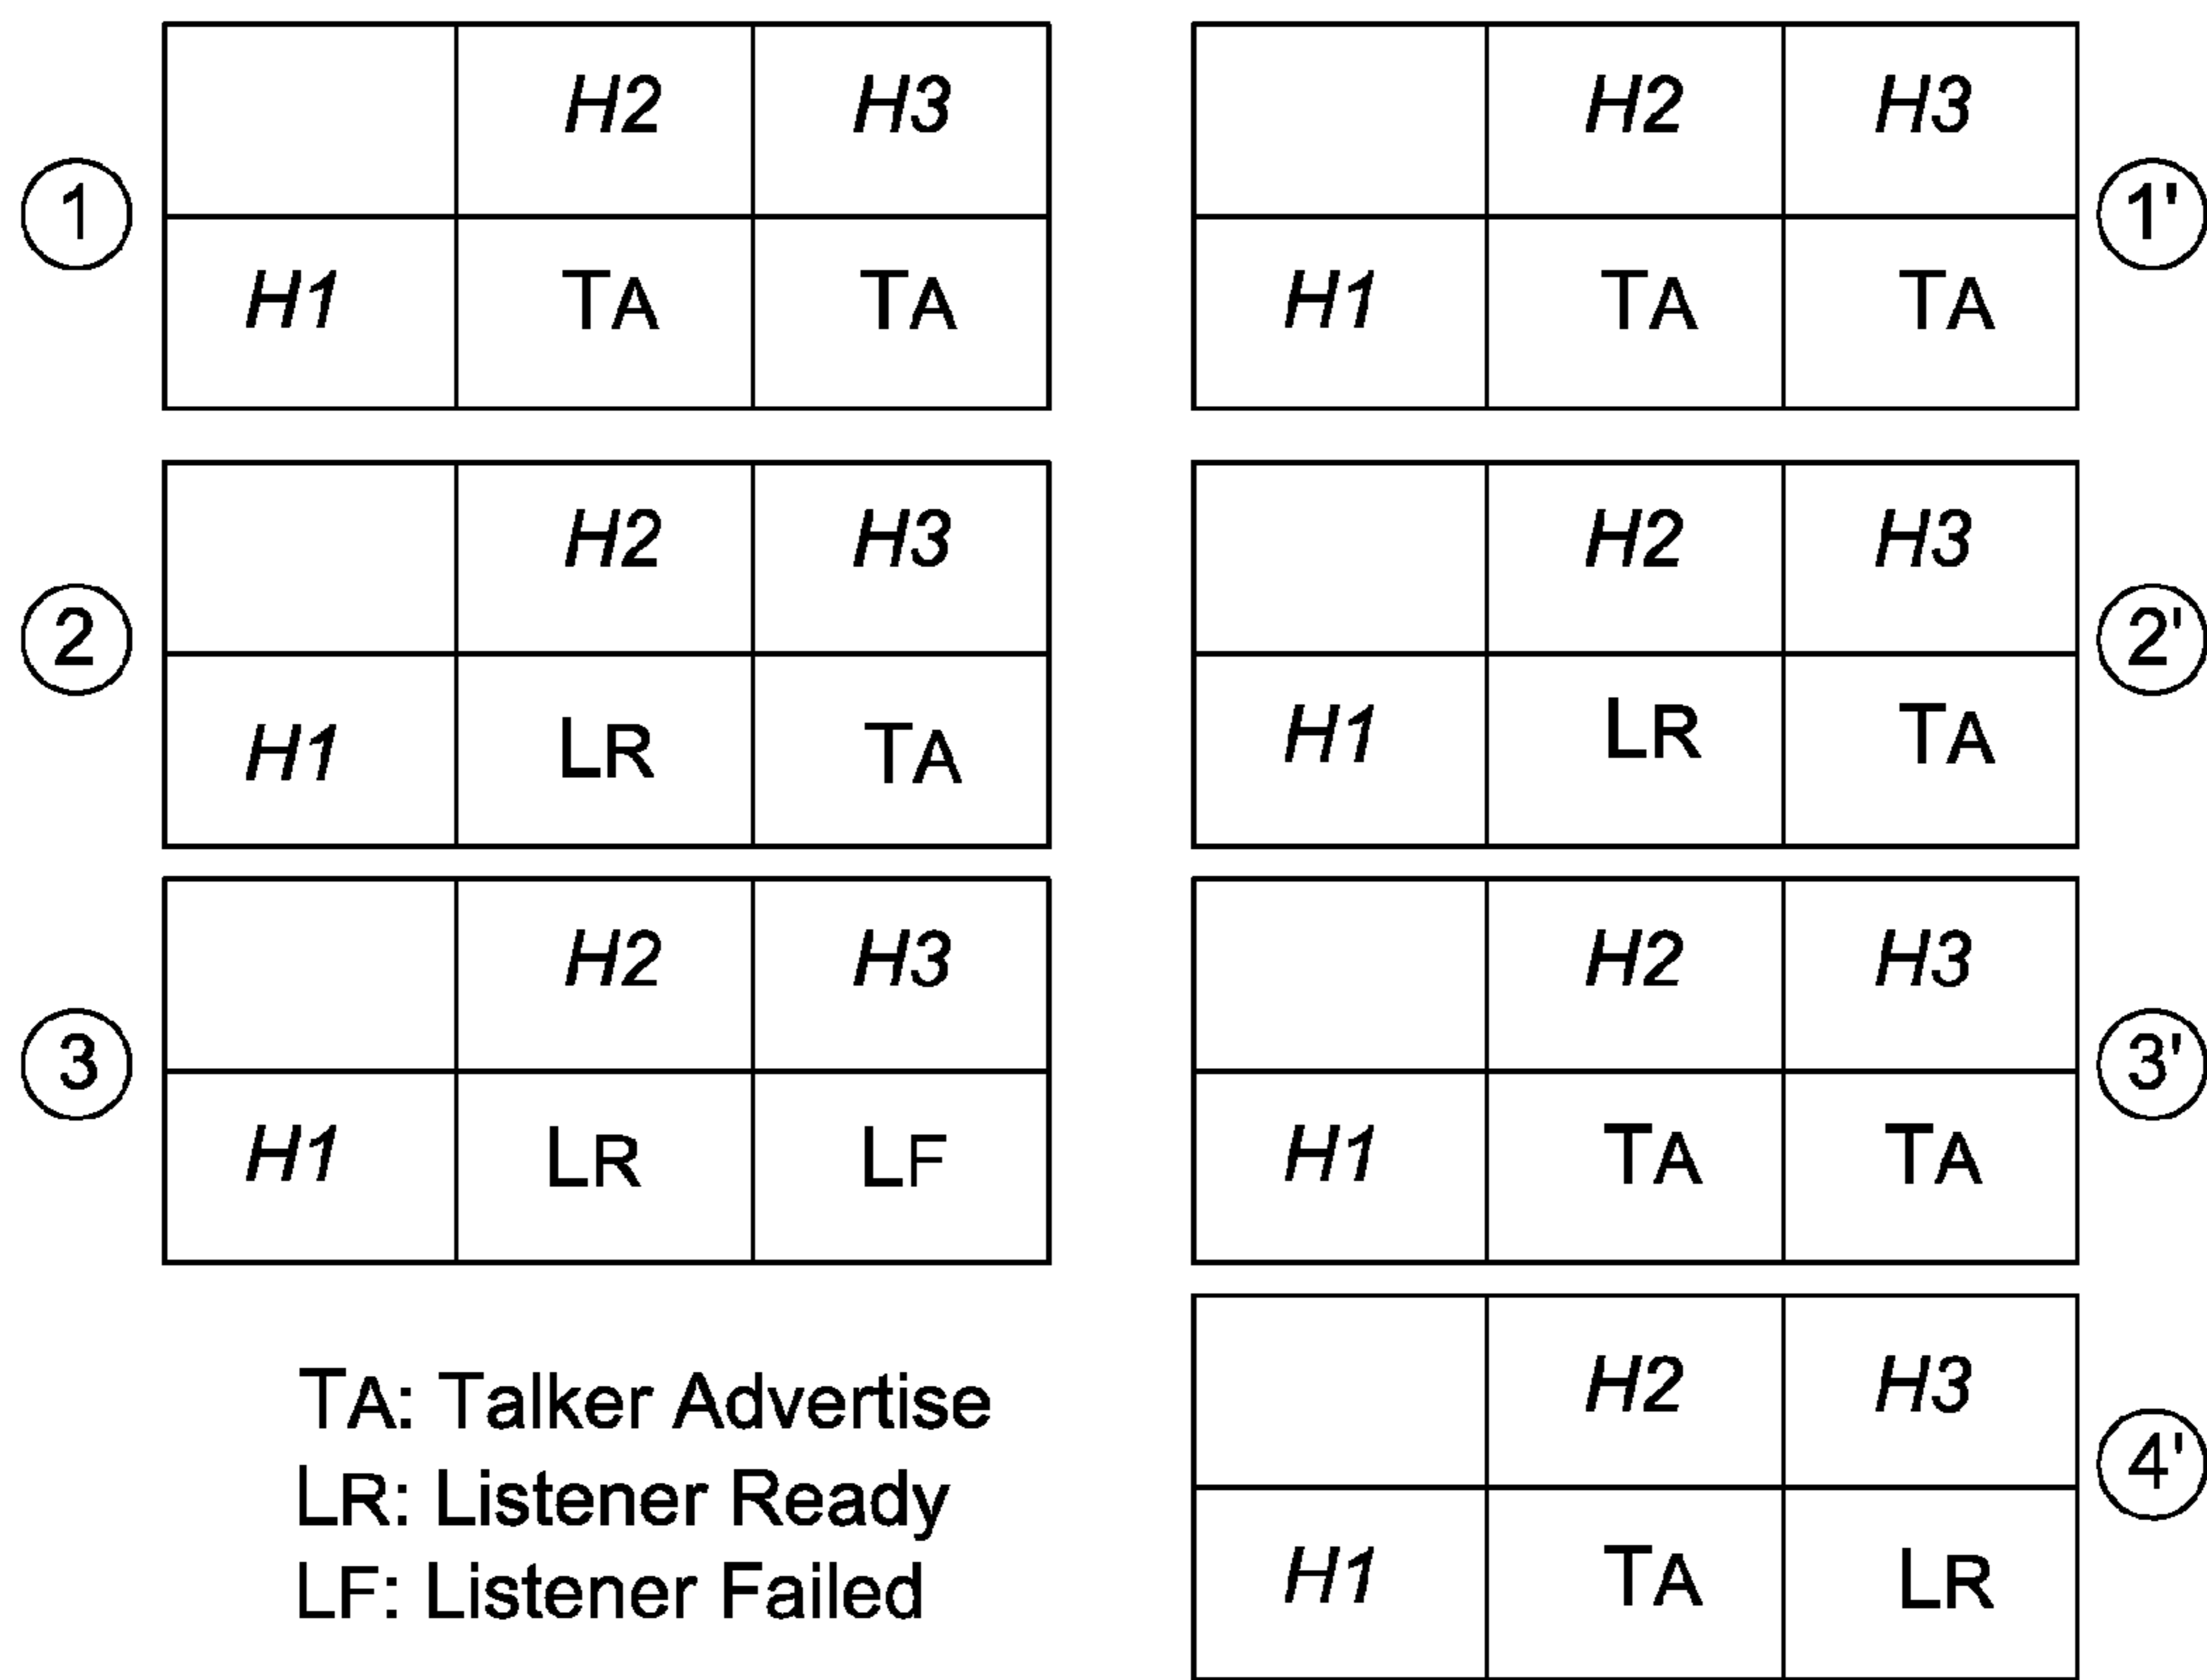 1
H2 H3
H1 TA TA
H2 H3
H1 TA TA
1'
2
H2 H3
H1 LR TA
H2 H3
H1 LR TA
2'
3
H2 H3
H1 LR LF
H2 H3
H1 TA TA
3'
TA: Talker Advertise
LR: Listener Ready
LF: Listener Failed
H2 H3
H1 TA LR
4'